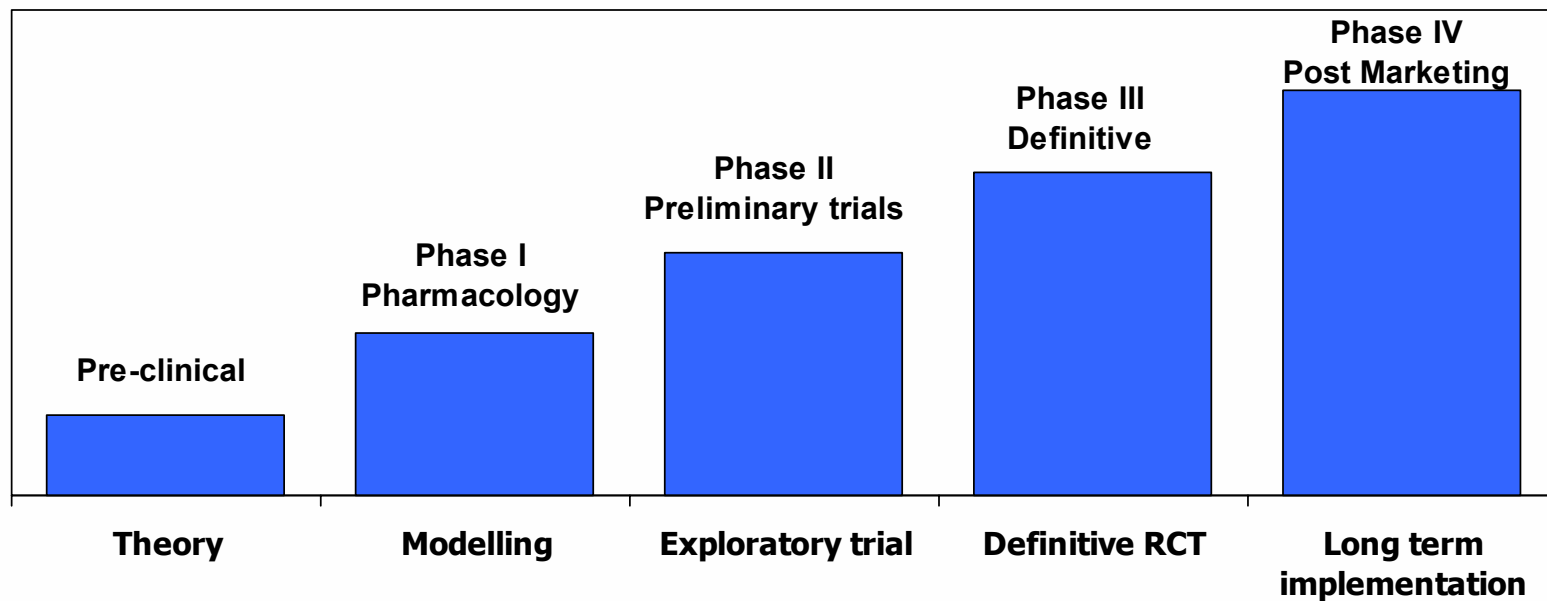 Pre-clinical
Phase I
Pharmacology
Phase II
Preliminary trials
Phase III
Definitive
Phase IV
Post Marketing
Theory
Modelling
Exploratory trial
Definitive RCT
Long term
implementation